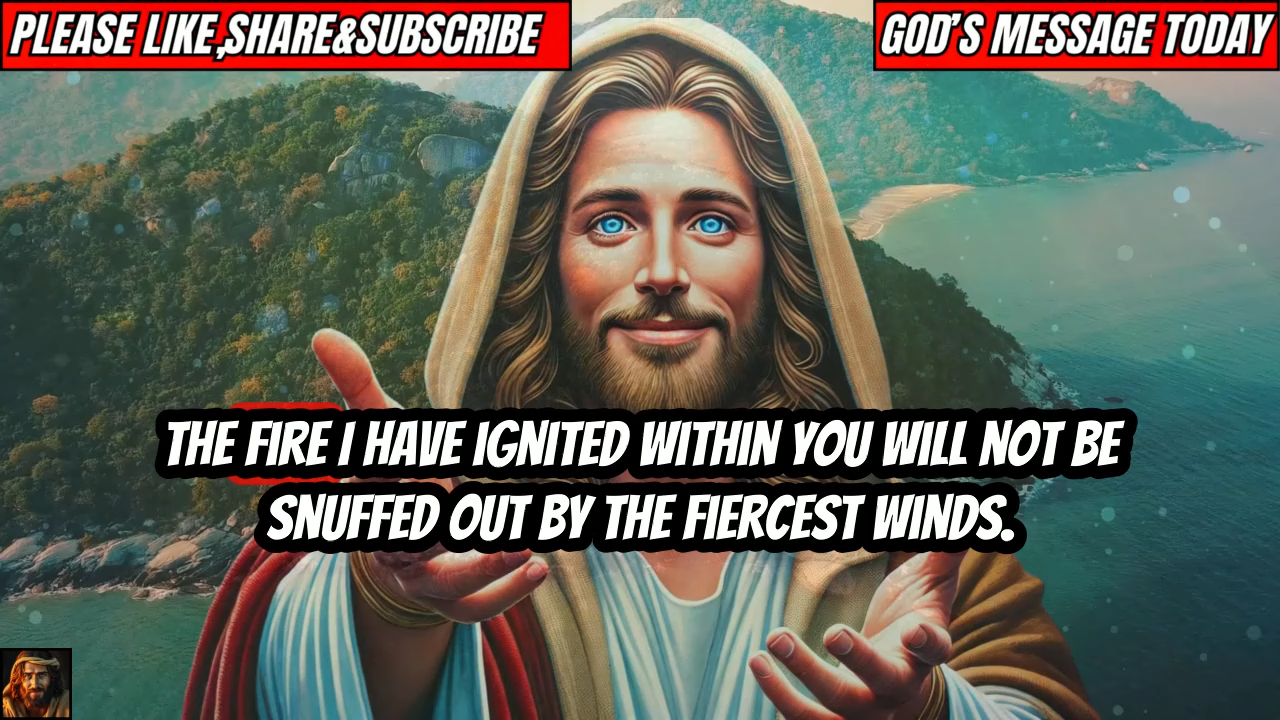 PLEASE LIKE,SHARE&SUBSCRIBE
GOD'S MESSAGE TODAY
THE FIRE I HAVE IGNITED WITHIN YOU WILL NOT BE
SNUFFED OUT BY THE FIERCEST WINDS.